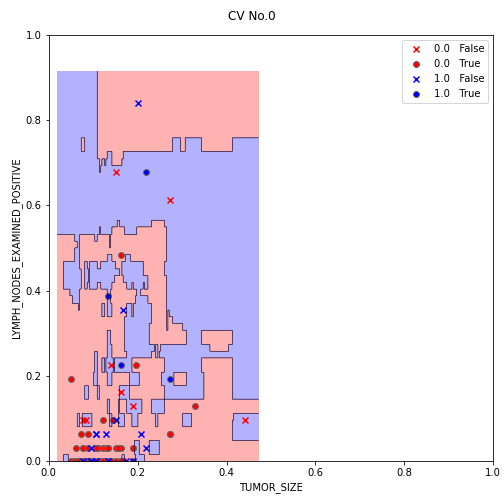 CV No.0
0.0 False
0.0 True
1.0 False
1.0 True
LYMPH_NODES_EXAMINED_POSITIVE
1.0
0.8
0.6
0.4
0.2
0.0
0.0 0.2 0.4 0.6 0.8 1.0
TUMOR_SIZE